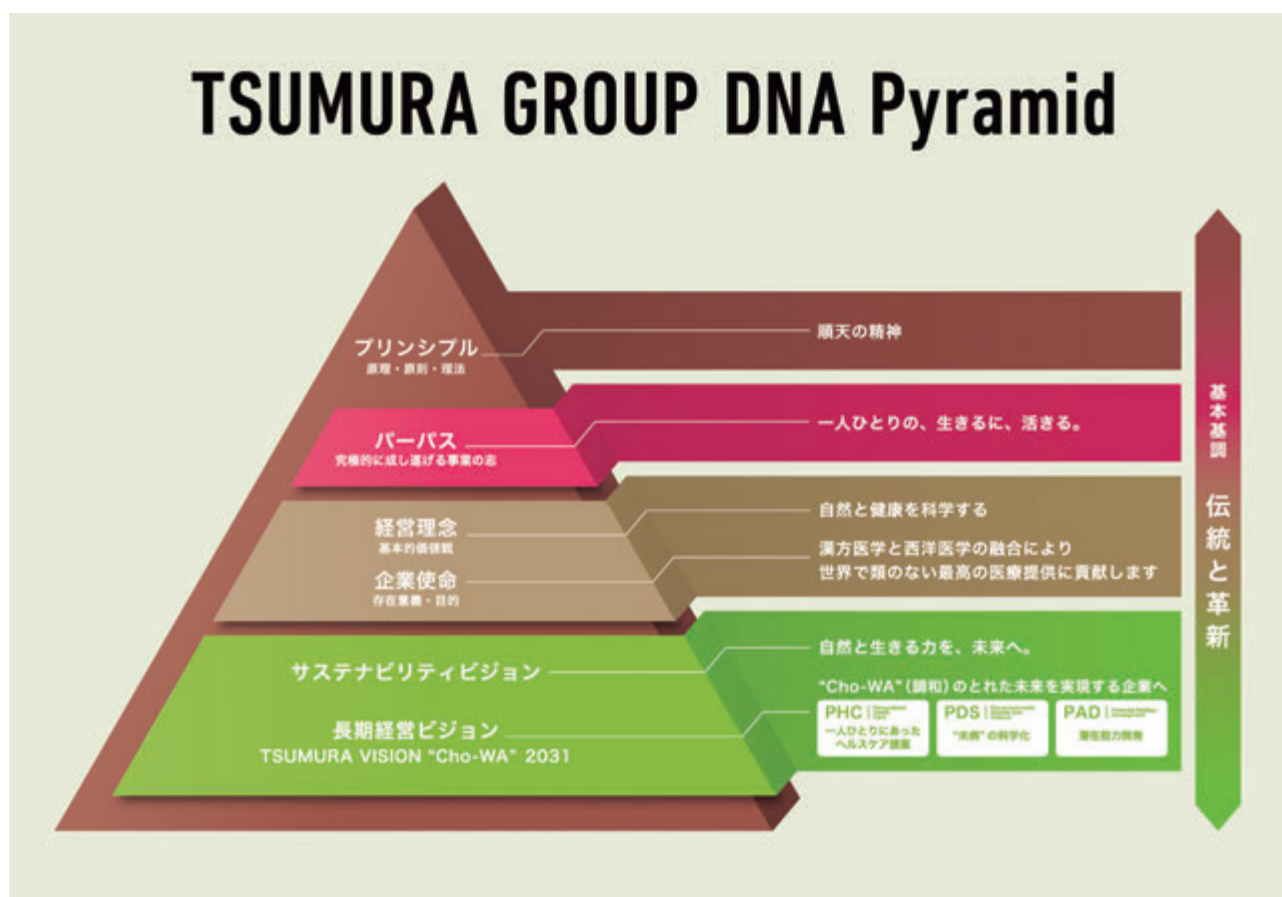 TSUMURA GROUP DNA Pyramid
プリンシプル
原理・原則・理法
順天の精神
パーパス
究極的に成し遂げる事業の志
一人ひとりの、生きるに、活きる。
経営理念
基本的価値観
自然と健康を科学する
企業使命
存在意義・目的
漢方医学と西洋医学の融合により
世界で類のない最高の医療提供に貢献します
サステナビリティビジョン
自然と生きる力を、未来へ。
長期経営ビジョン
TSUMURA VISION “Cho-WA” 2031
“Cho-WA”（調和）のとれた未来を実現する企業へ
PHC
一人ひとりにあった
ヘルスケア提案
PDS
“未病”の科学化
PAD
潜在能力開発
基本基調 伝統と革新